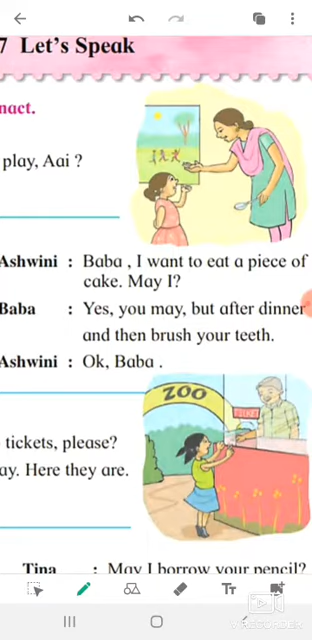 7 Let's Speak
nact.
play, Aai ?
Ashwini : Baba , I want to eat a piece of
cake. May I?
Baba : Yes, you may, but after dinner
and then brush your teeth.
Ashwini : Ok, Baba .
ZOO
TICKET
tickets, please?
ay. Here they are.
Tina : May I borrow your pencil?
Tт
RECORDER